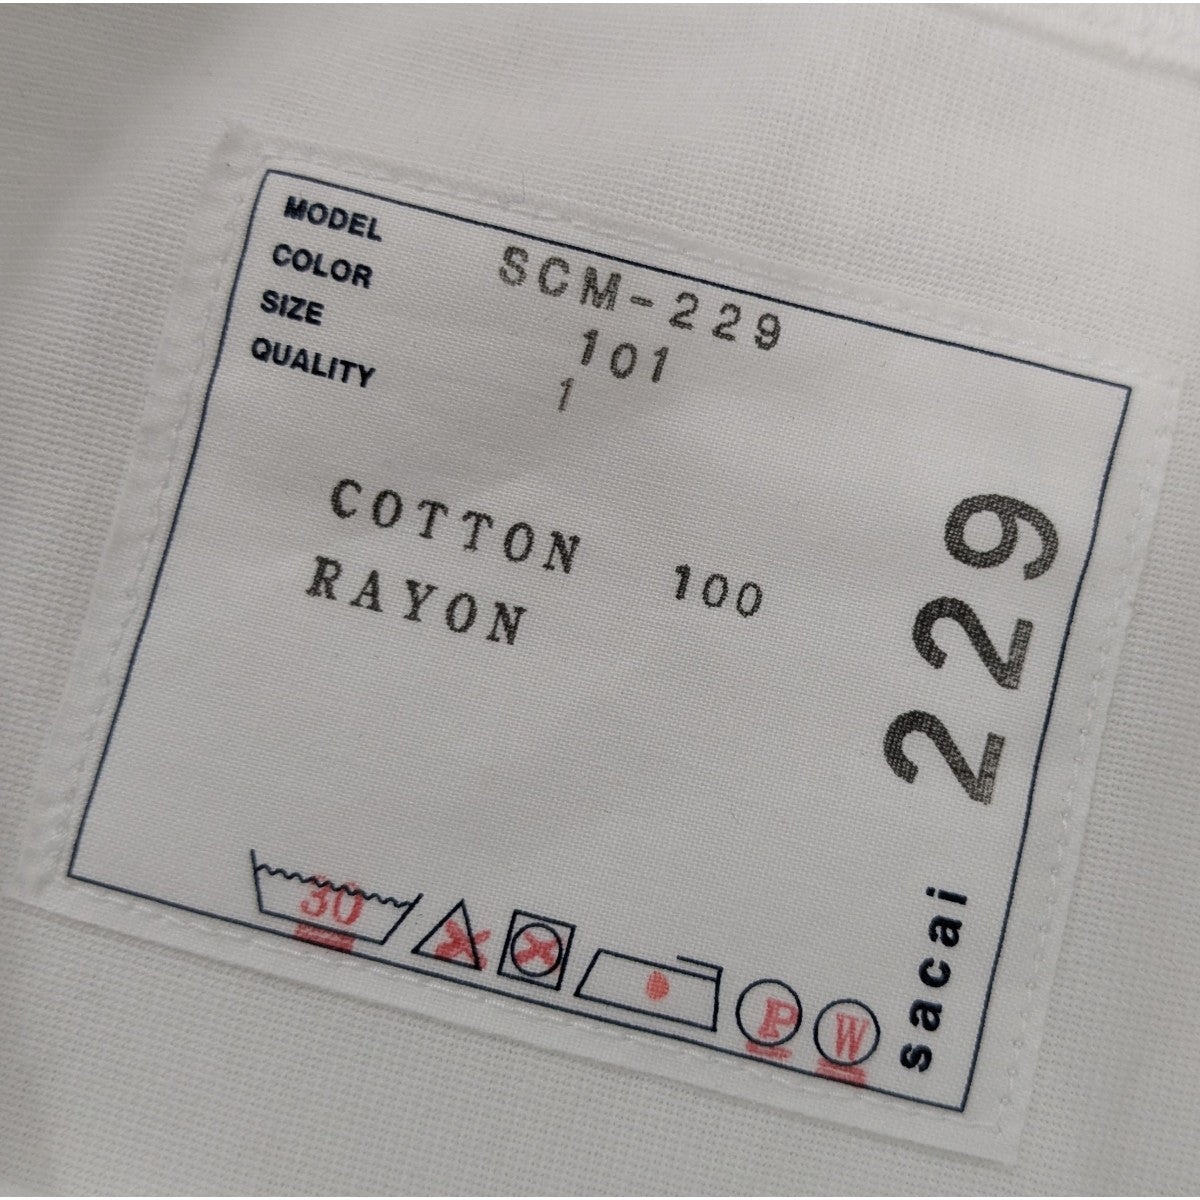 MODEL SCM-229
COLOR 101
SIZE 1
QUALITY
COTTON 100
RAYON
229
sacai
30
P
W